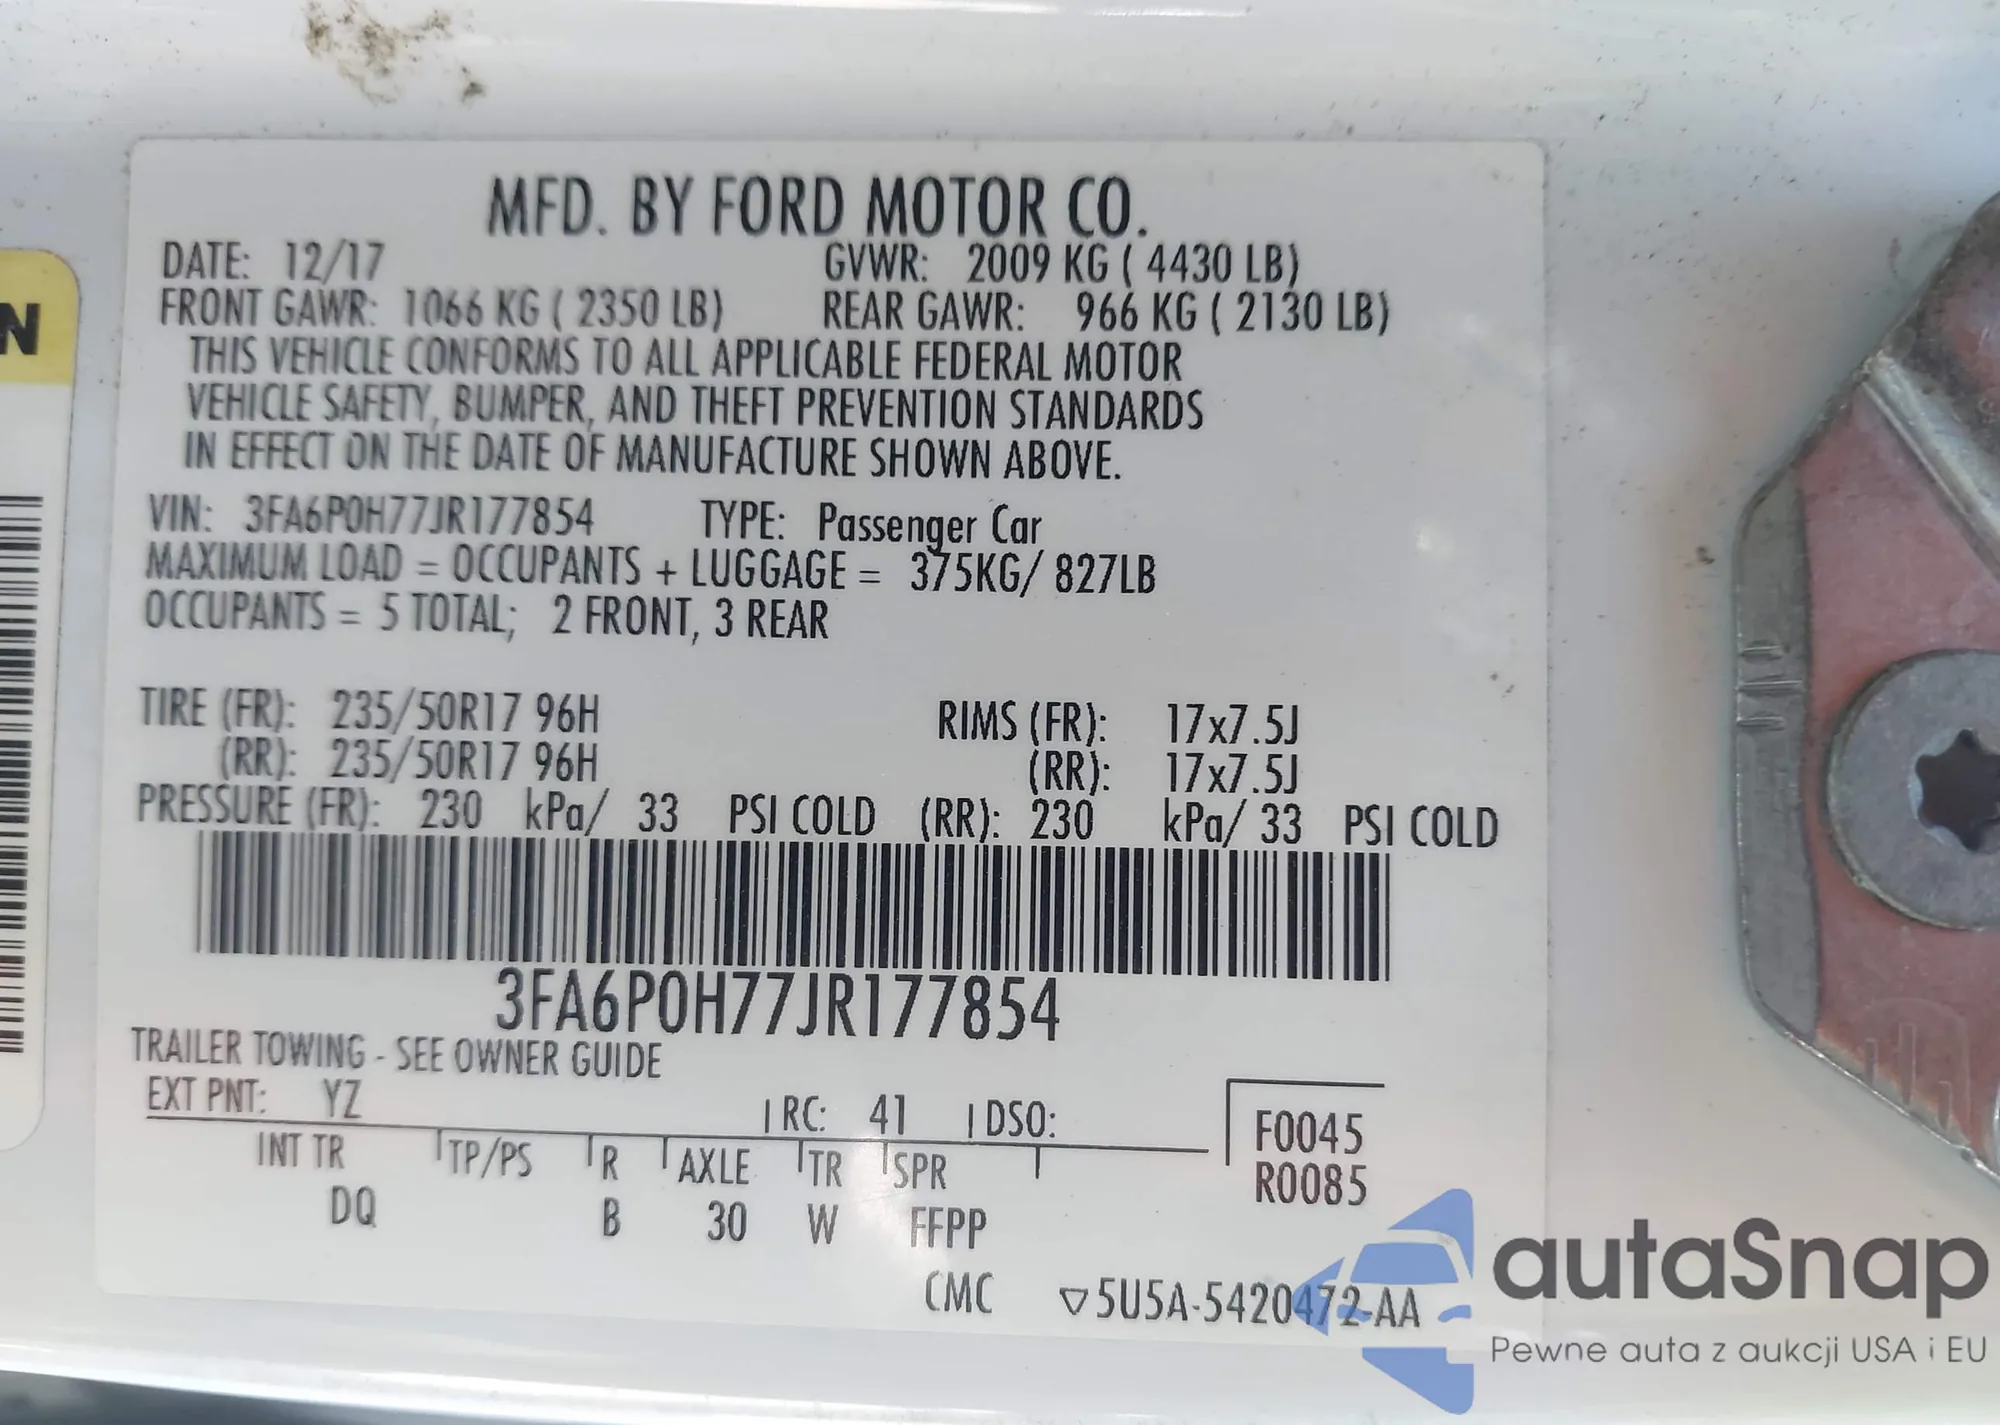 MFD. BY FORD MOTOR CO.
DATE: 12/17 GVWR: 2009 KG ( 4430 LB)
FRONT GAWR: 1066 KG ( 2350 LB) REAR GAWR: 966 KG ( 2130 LB)
THIS VEHICLE CONFORMS TO ALL APPLICABLE FEDERAL MOTOR
VEHICLE SAFETY, BUMPER, AND THEFT PREVENTION STANDARDS
IN EFFECT ON THE DATE OF MANUFACTURE SHOWN ABOVE.
VIN: 3FA6P0H77JR177854 TYPE: Passenger Car
MAXIMUM LOAD = OCCUPANTS + LUGGAGE = 375KG/ 827LB
OCCUPANTS = 5 TOTAL; 2 FRONT, 3 REAR
TIRE (FR): 235/50R17 96H RIMS (FR): 17x7.5J
(RR): 235/50R17 96H (RR): 17x7.5J
PRESSURE (FR): 230 kPa/ 33 PSI COLD (RR): 230 kPa/ 33 PSI COLD
3FA6P0H77JR177854
TRAILER TOWING - SEE OWNER GUIDE
EXT PNT: YZ RC: 41 DSO: F0045
INT TR TP/PS R AXLE TR SPR R0085
DQ B 30 W FFPP
CMC ▽5U5A-5420472-AA
N
autaSnap
Pewne auta z aukcji USA i EU